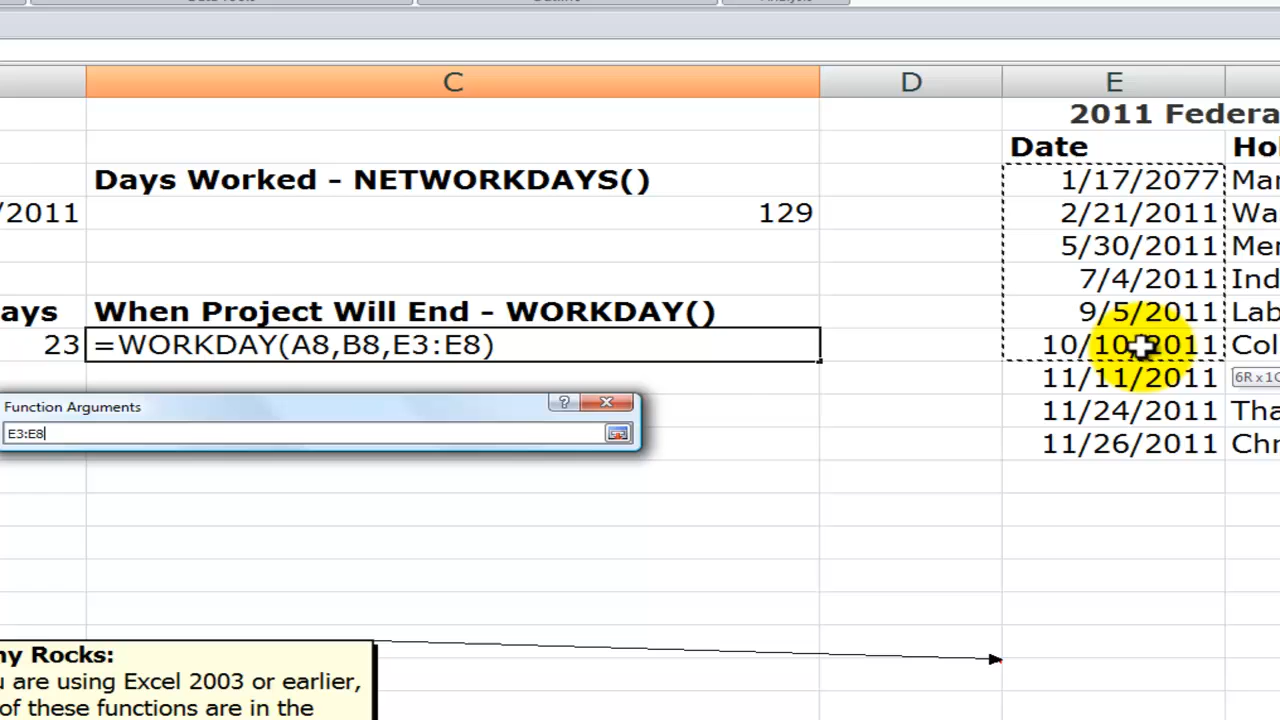 C D E
2011 Federa
Date Hol
Days Worked - NETWORKDAYS() 1/17/2077 Mar
/2011 129 2/21/2011 Wa
5/30/2011 Mer
7/4/2011 Ind
ays When Project Will End - WORKDAY() 9/5/2011 Lab
23 =WORKDAY(A8,B8,E3:E8) 10/10/2011 Col
11/11/2011 6R x 1C
Function Arguments
11/24/2011 Tha
E3:E8
11/26/2011 Chr
ny Rocks:
u are using Excel 2003 or earlier,
of these functions are in the